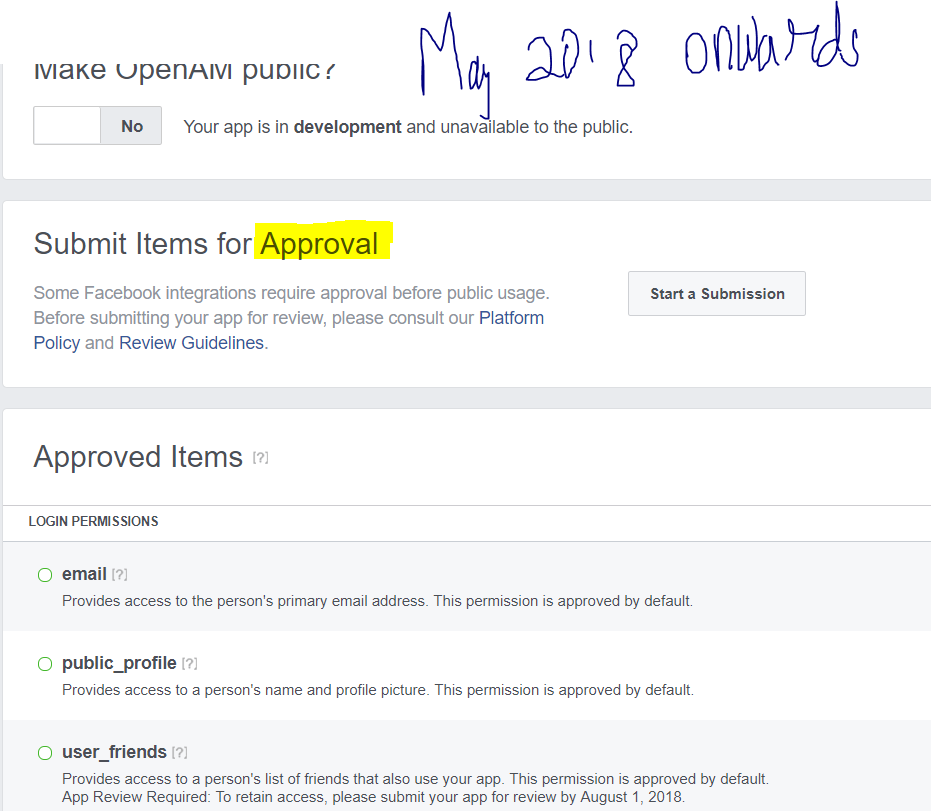 May 2018 onwards
Make OpenAM public?
No
Your app is in development and unavailable to the public.
Submit Items for Approval
Some Facebook integrations require approval before public usage.
Before submitting your app for review, please consult our Platform
Policy and Review Guidelines.
Start a Submission
Approved Items [?]
LOGIN PERMISSIONS
email [?]
Provides access to the person's primary email address. This permission is approved by default.
public_profile [?]
Provides access to a person's name and profile picture. This permission is approved by default.
user_friends [?]
Provides access to a person's list of friends that also use your app. This permission is approved by default.
App Review Required: To retain access, please submit your app for review by August 1, 2018.